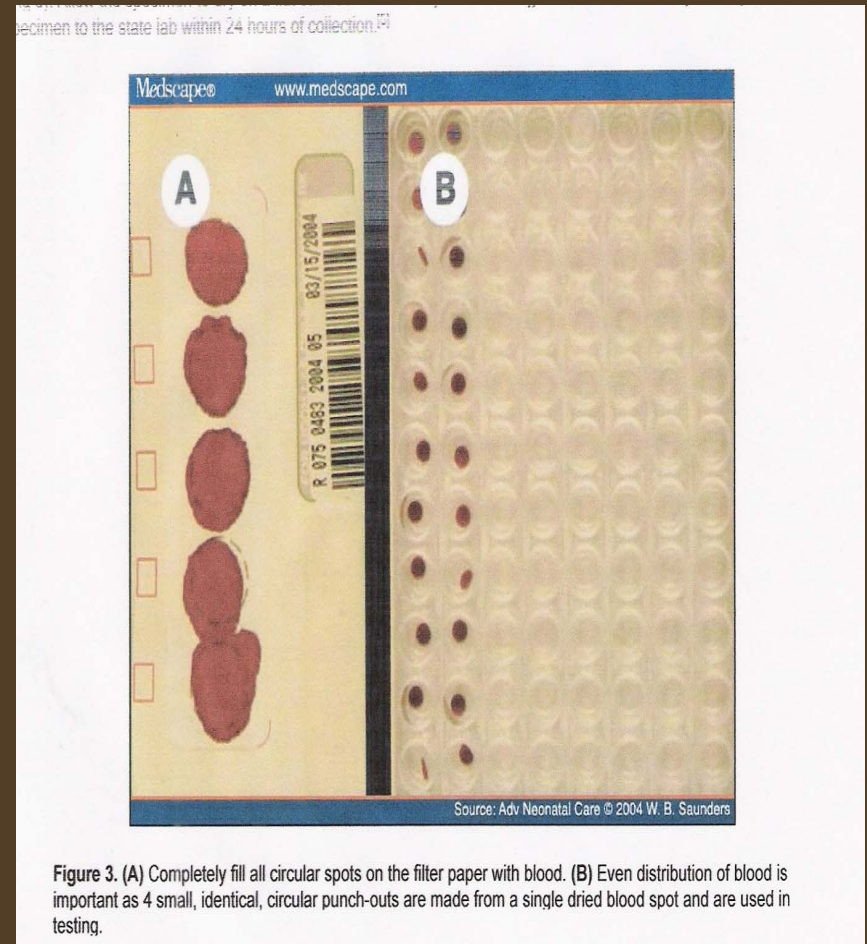 specimen to the state lab within 24 hours of collection.[5]
Medscape® www.medscape.com
A
B
R 075 0483 2004 05 03/15/2004
Source: Adv Neonatal Care © 2004 W. B. Saunders
Figure 3. (A) Completely fill all circular spots on the filter paper with blood. (B) Even distribution of blood is
important as 4 small, identical, circular punch-outs are made from a single dried blood spot and are used in
testing.